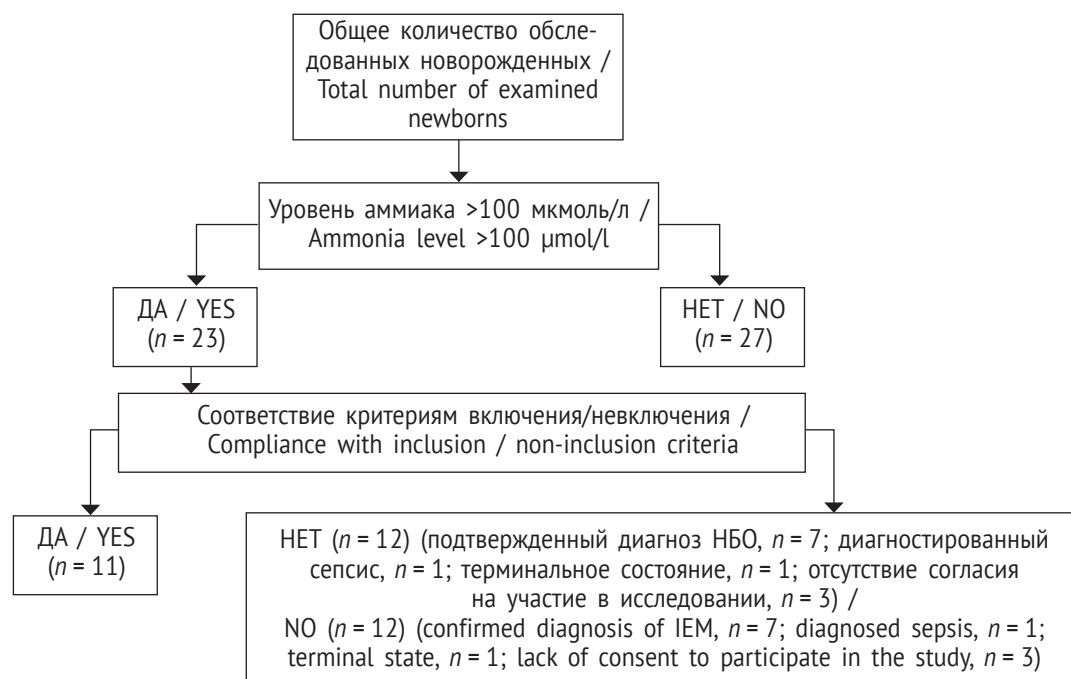 Общее количество обсле-
дованных новорожденных /
Total number of examined
newborns
Уровень аммиака >100 мкмоль/л /
Ammonia level >100 µmol/l
ДА / YES
(n = 23)
НЕТ / NO
(n = 27)
Соответствие критериям включения/невключения /
Compliance with inclusion / non-inclusion criteria
ДА / YES
(n = 11)
НЕТ (n = 12) (подтвержденный диагноз НБО, n = 7; диагностированный
сепсис, n = 1; терминальное состояние, n = 1; отсутствие согласия
на участие в исследовании, n = 3) /
NO (n = 12) (confirmed diagnosis of IEM, n = 7; diagnosed sepsis, n = 1;
terminal state, n = 1; lack of consent to participate in the study, n = 3)